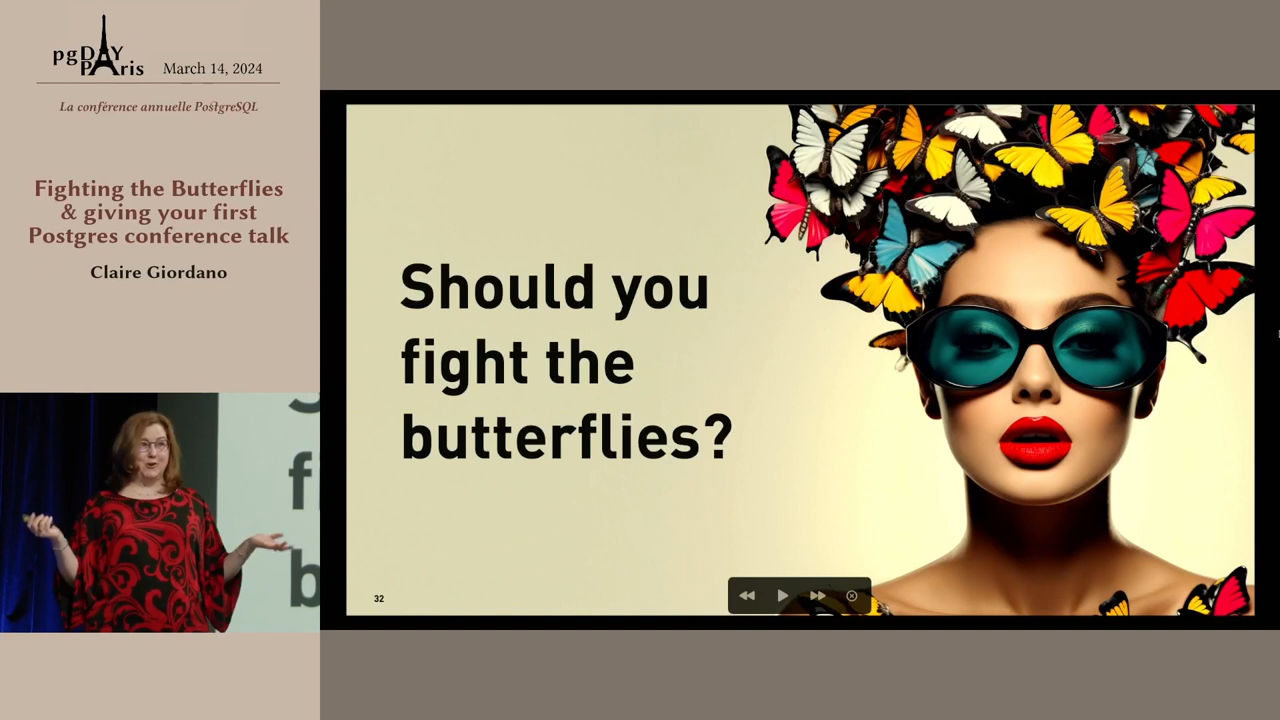 pgDAY
PAris
March 14, 2024
La conférence annuelle PostgreSQL
Fighting the Butterflies
& giving your first
Postgres conference talk
Claire Giordano
Should you
fight the
butterflies?
32
f
b